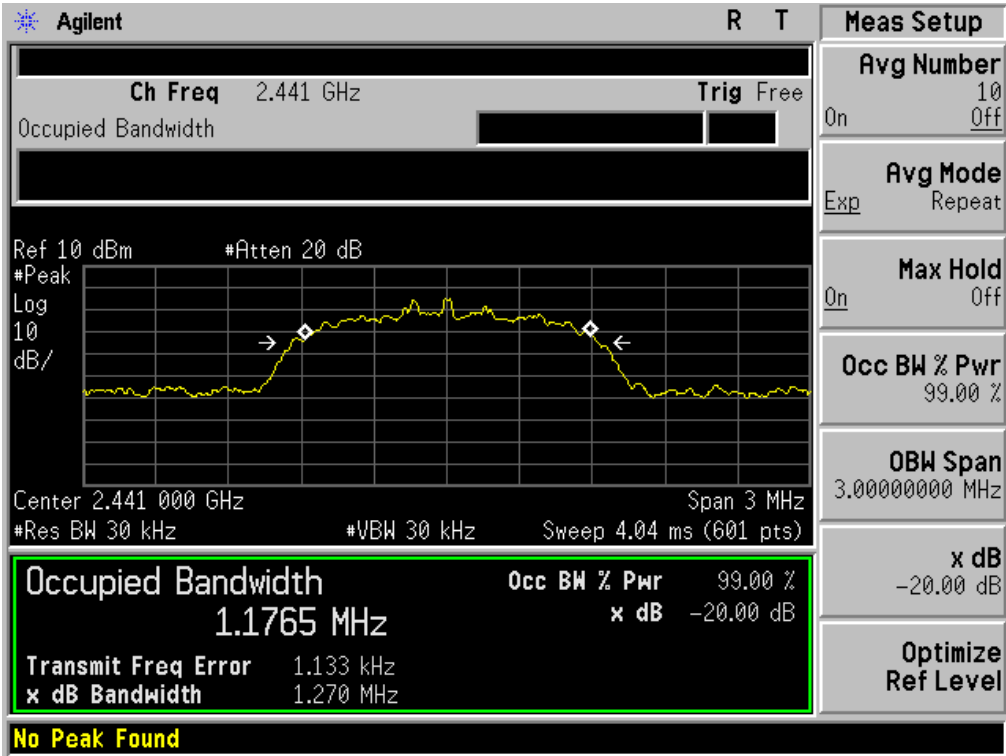 Agilent R T
Ch Freq 2.441 GHz Trig Free
Occupied Bandwidth
Ref 10 dBm #Atten 20 dB
#Peak
Log
10
dB/
Center 2.441 000 GHz Span 3 MHz
#Res BW 30 kHz #VBW 30 kHz Sweep 4.04 ms (601 pts)
Occupied Bandwidth Occ BW % Pwr 99.00 %
1.1765 MHz x dB -20.00 dB
Transmit Freq Error 1.133 kHz
x dB Bandwidth 1.270 MHz
No Peak Found
Meas Setup
Avg Number
10
On Off
Avg Mode
Exp Repeat
Max Hold
On Off
Occ BW % Pwr
99.00 %
OBW Span
3.00000000 MHz
x dB
-20.00 dB
Optimize
Ref Level